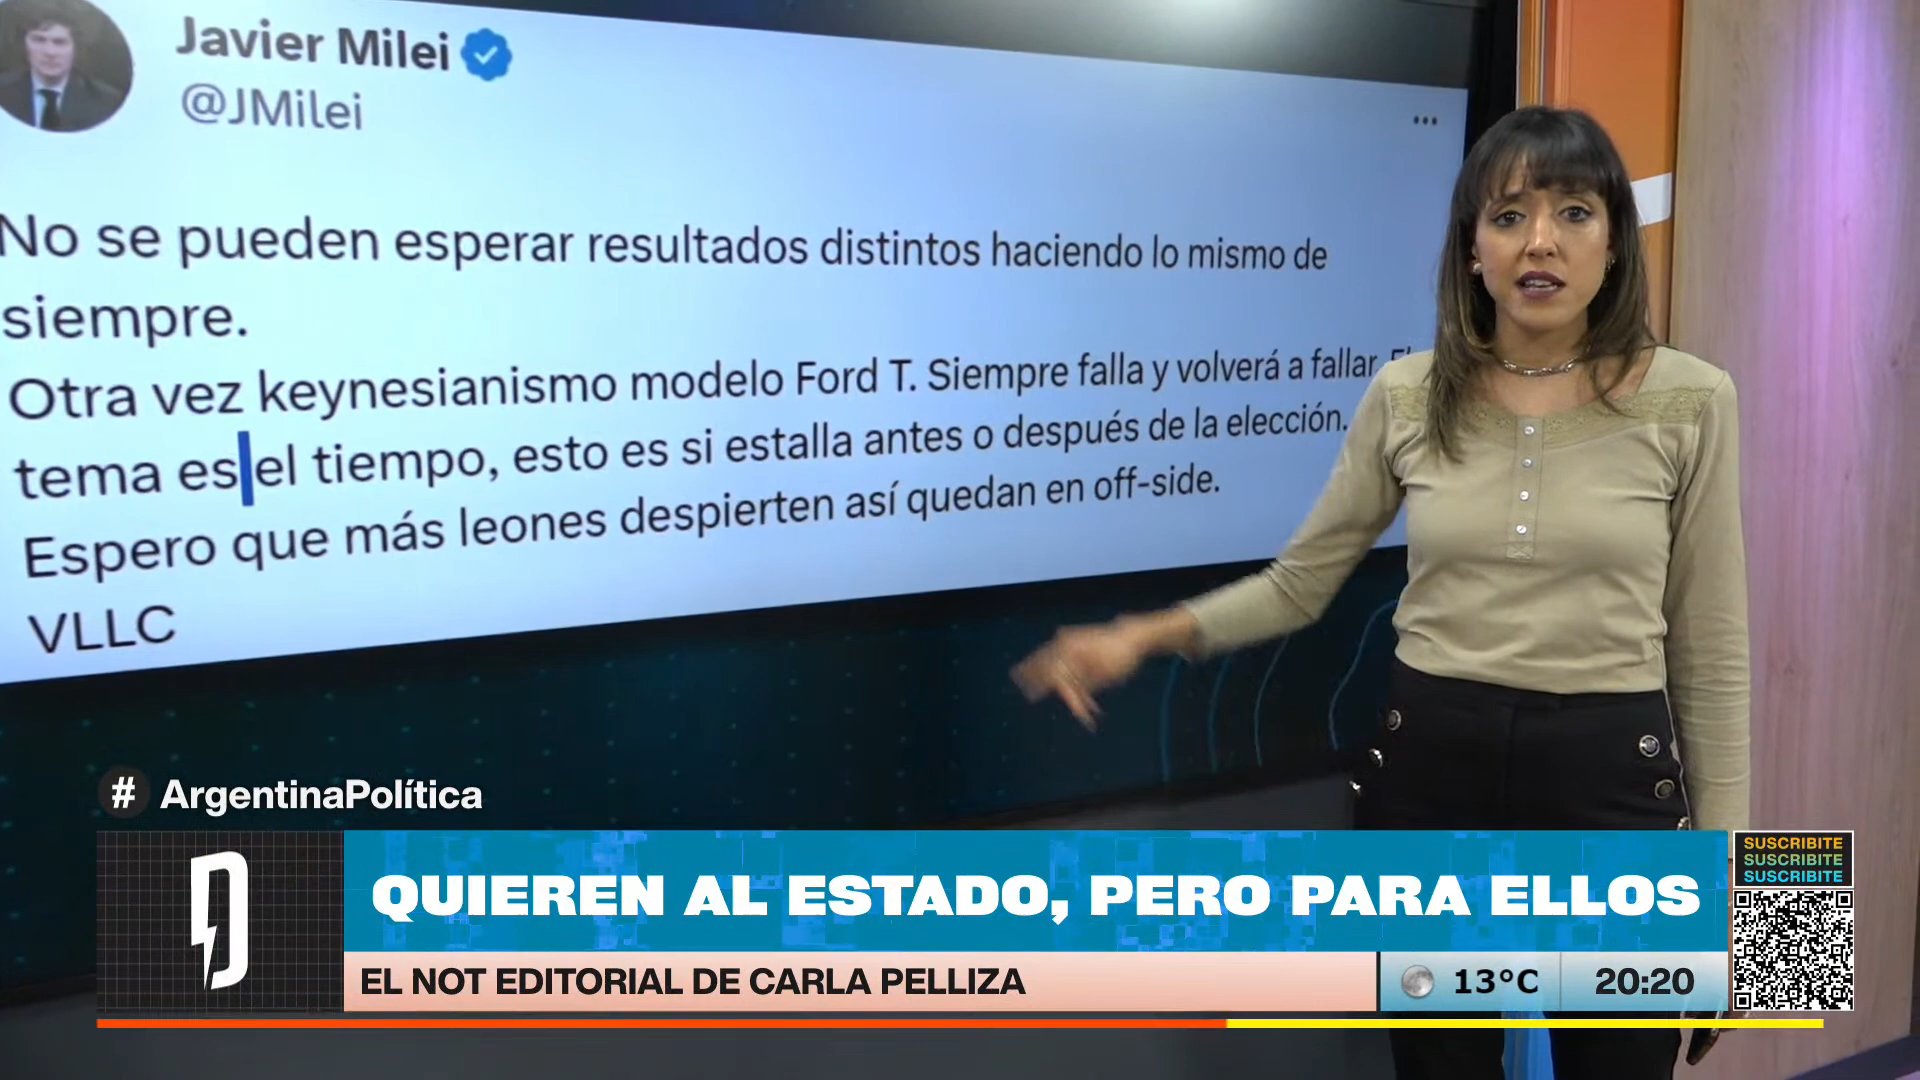 Javier Milei
@JMilei
No se pueden esperar resultados distintos haciendo lo mismo de
siempre.
Otra vez keynesianismo modelo Ford T. Siempre falla y volverá a fallar. El
tema es el tiempo, esto es si estalla antes o después de la elección.
Espero que más leones despierten así quedan en off-side.
VLLC
# ArgentinaPolítica
D
QUIEREN AL ESTADO, PERO PARA ELLOS
EL NOT EDITORIAL DE CARLA PELLIZA
13°C
20:20
SUSCRIBITE
SUSCRIBITE
SUSCRIBITE